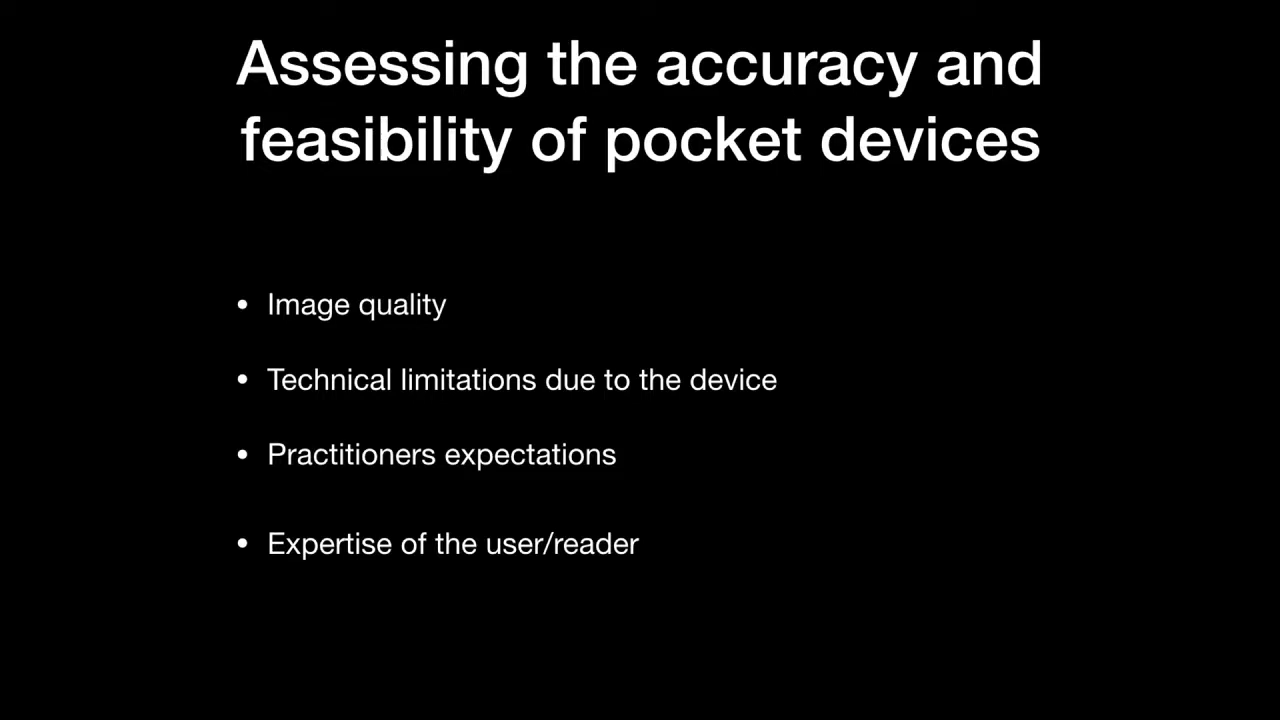 Assessing the accuracy and
feasibility of pocket devices
• Image quality
• Technical limitations due to the device
• Practitioners expectations
• Expertise of the user/reader